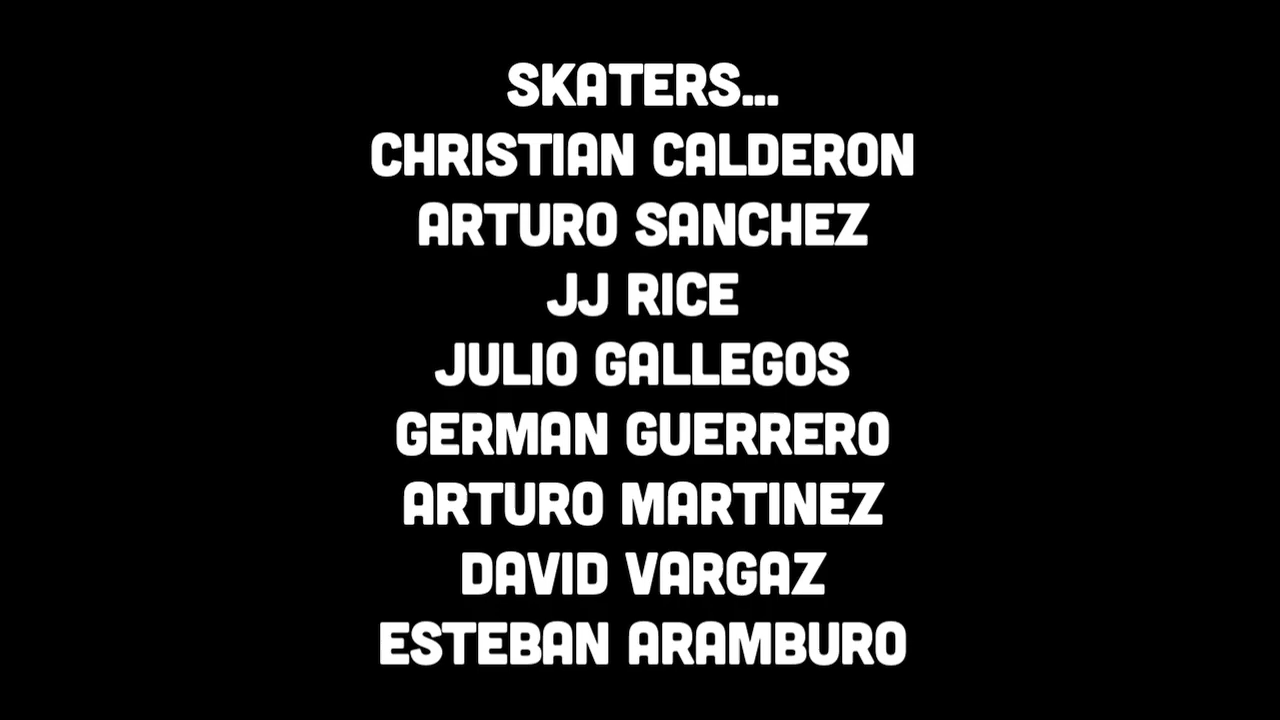 SKATERS...
CHRISTIAN CALDERON
ARTURO SANCHEZ
JJ RICE
JULIO GALLEGOS
GERMAN GUERRERO
ARTURO MARTINEZ
DAVID VARGAZ
ESTEBAN ARAMBURO